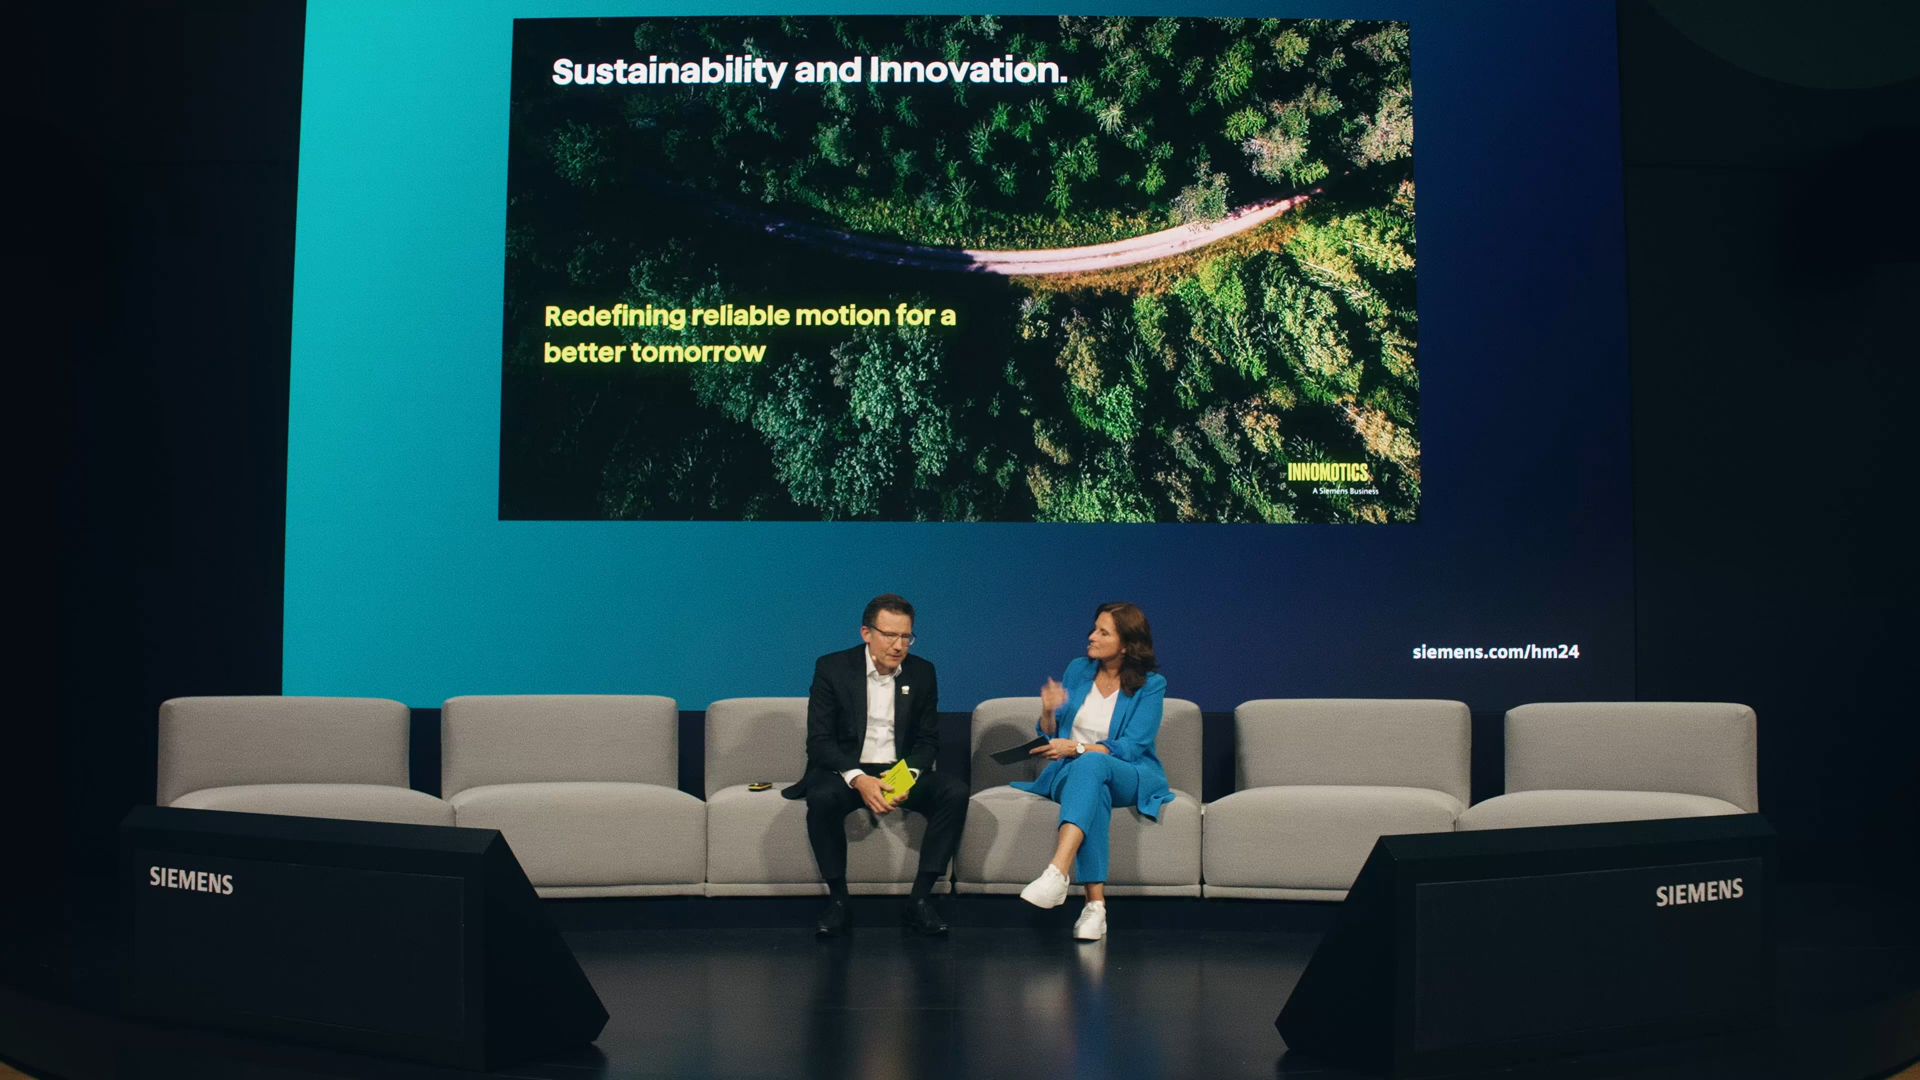 Sustainability and Innovation.
Redefining reliable motion for a
better tomorrow
INNOMOTICS
A Siemens Business
siemens.com/hm24
SIEMENS
SIEMENS